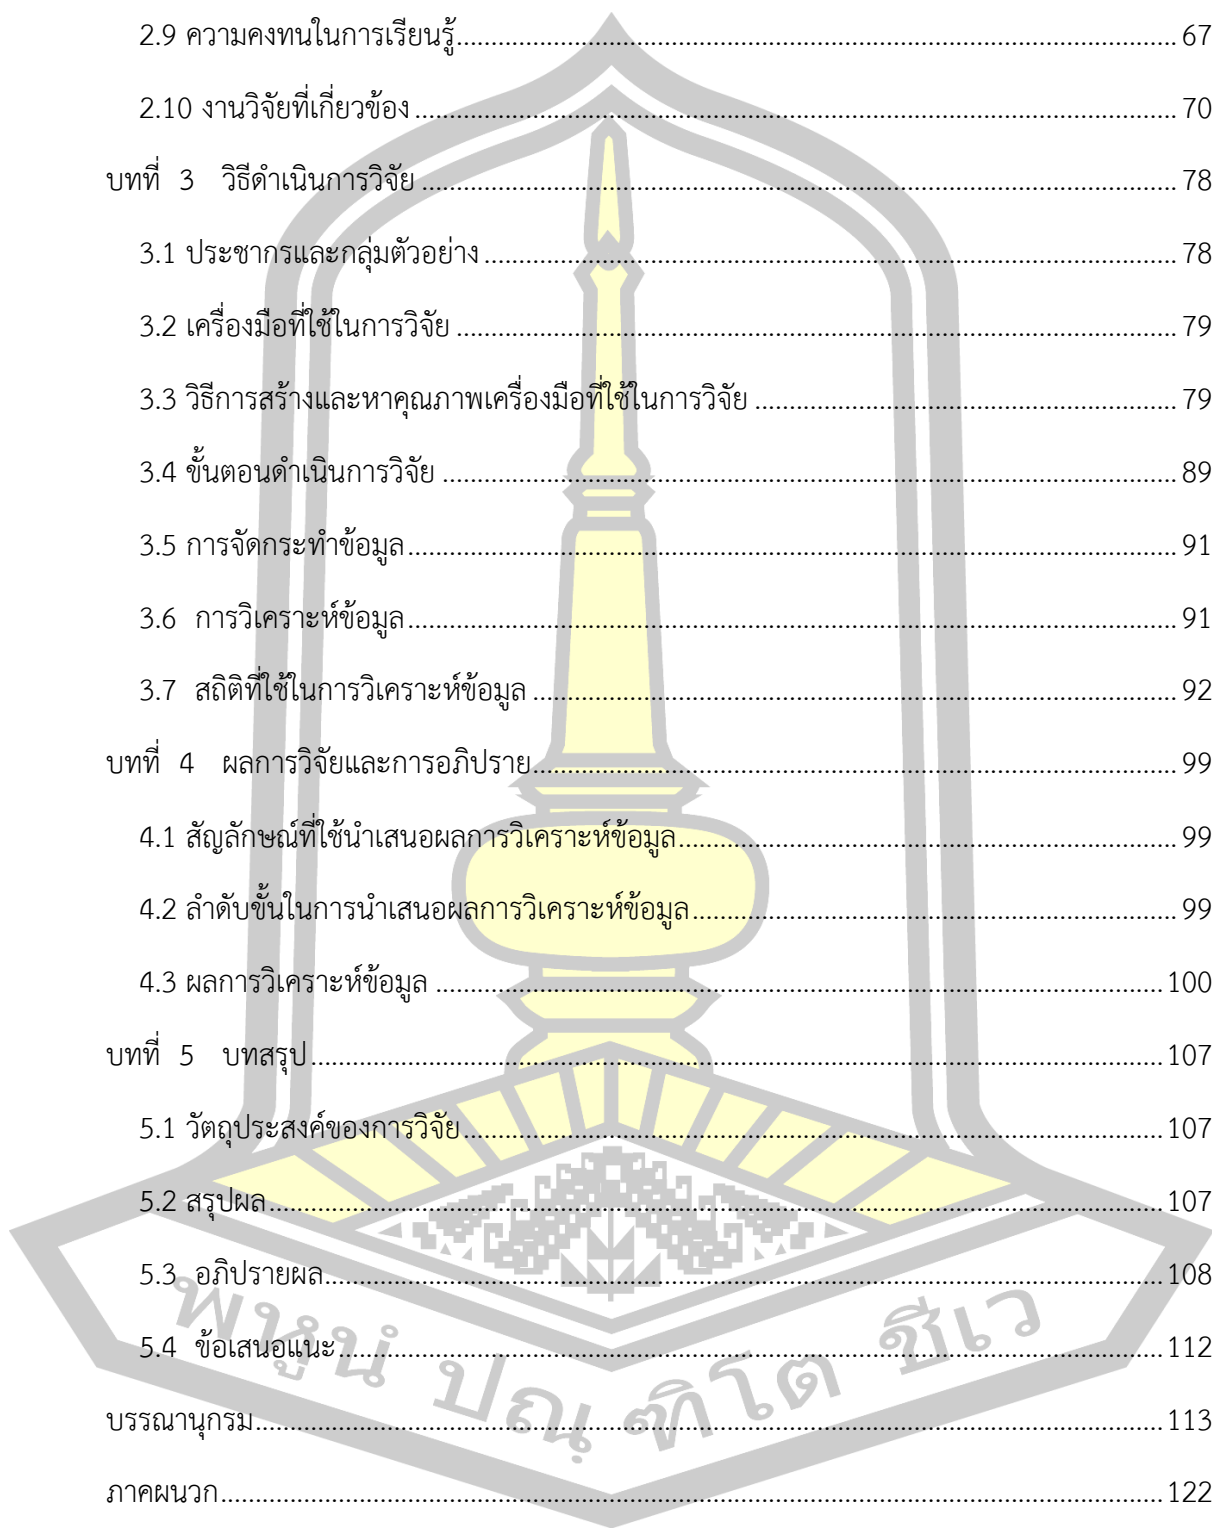 2.9 ความคงทนในการเรียนรู้ 67
2.10 งานวิจัยที่เกี่ยวข้อง 70
บทที่ 3 วิธีดำเนินการวิจัย 78
3.1 ประชากรและกลุ่มตัวอย่าง 78
3.2 เครื่องมือที่ใช้ในการวิจัย 79
3.3 วิธีการสร้างและหาคุณภาพเครื่องมือที่ใช้ในการวิจัย 79
3.4 ขั้นตอนดำเนินการวิจัย 89
3.5 การจัดกระทำข้อมูล 91
3.6 การวิเคราะห์ข้อมูล 91
3.7 สถิติที่ใช้ในการวิเคราะห์ข้อมูล 92
บทที่ 4 ผลการวิจัยและการอภิปราย 99
4.1 สัญลักษณ์ที่ใช้นำเสนอผลการวิเคราะห์ข้อมูล 99
4.2 ลำดับขั้นในการนำเสนอผลการวิเคราะห์ข้อมูล 99
4.3 ผลการวิเคราะห์ข้อมูล 100
บทที่ 5 บทสรุป 107
5.1 วัตถุประสงค์ของการวิจัย 107
5.2 สรุปผล 107
5.3 อภิปรายผล 108
5.4 ข้อเสนอแนะ 112
บรรณานุกรม 113
ภาคผนวก 122
พหูนํ ปณฺฑิโต ชีเว